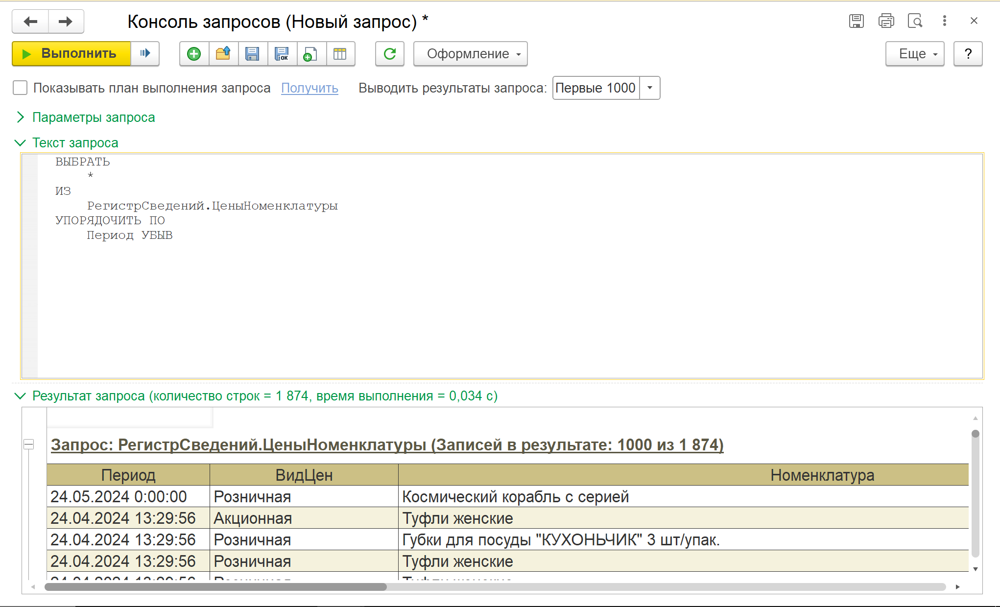 Консоль запросов (Новый запрос) *
Выполнить
OK
Оформление
Еще
?
Показывать план выполнения запроса Получить Выводить результаты запроса: Первые 1000
Параметры запроса
Текст запроса
ВЫБРАТЬ
*
ИЗ
РегистрСведений.ЦеныНоменклатуры
УПОРЯДОЧИТЬ ПО
Период УБЫВ
Результат запроса (количество строк = 1 874, время выполнения = 0,034 с)
Запрос: РегистрСведений.ЦеныНоменклатуры (Записей в результате: 1000 из 1 874)
Период ВидЦен Номенклатура
24.05.2024 0:00:00 Розничная Космический корабль с серией
24.04.2024 13:29:56 Акционная Туфли женские
24.04.2024 13:29:56 Розничная Губки для посуды "КУХОНЬЧИК" 3 шт/упак.
24.04.2024 13:29:56 Розничная Туфли женские